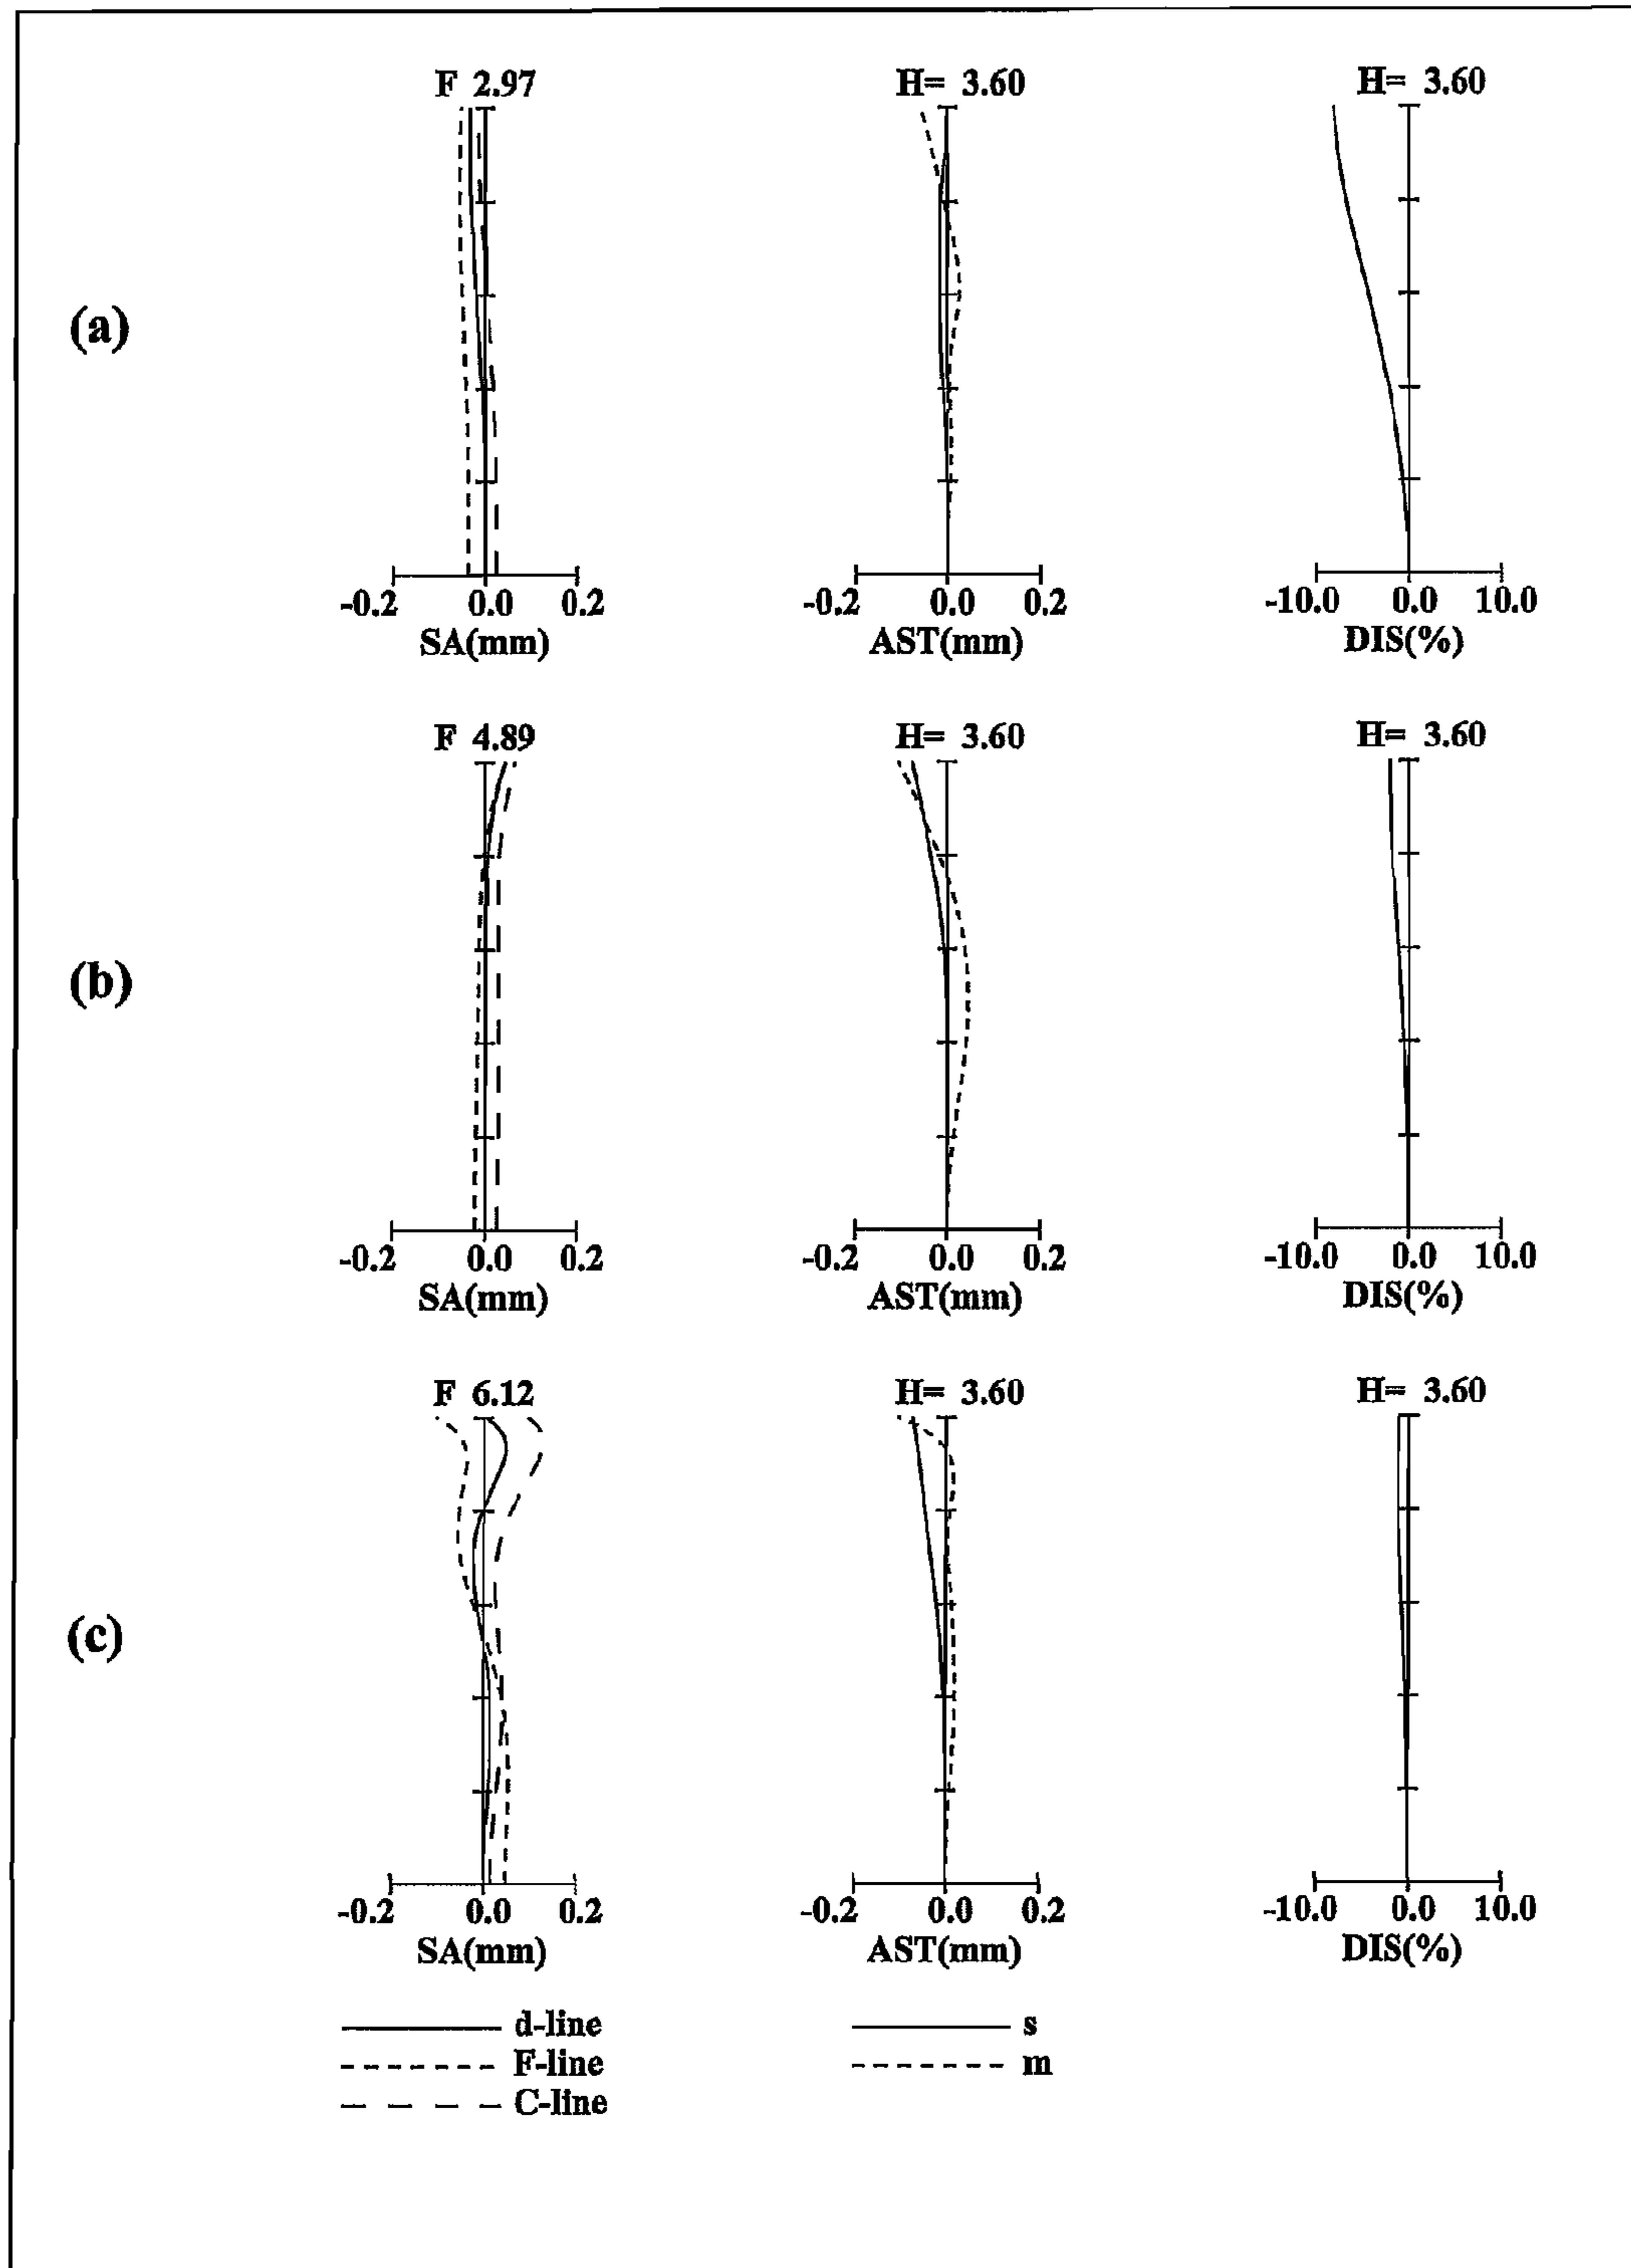 F 2.97 H= 3.60 H= 3.60
(a)
-0.2 0.0 0.2 -0.2 0.0 0.2 -10.0 0.0 10.0
SA(mm) AST(mm) DIS(%)
F 4.89 H= 3.60 H= 3.60
(b)
-0.2 0.0 0.2 -0.2 0.0 0.2 -10.0 0.0 10.0
SA(mm) AST(mm) DIS(%)
F 6.12 H= 3.60 H= 3.60
(c)
-0.2 0.0 0.2 -0.2 0.0 0.2 -10.0 0.0 10.0
SA(mm) AST(mm) DIS(%)
d-line s
F-line m
C-line